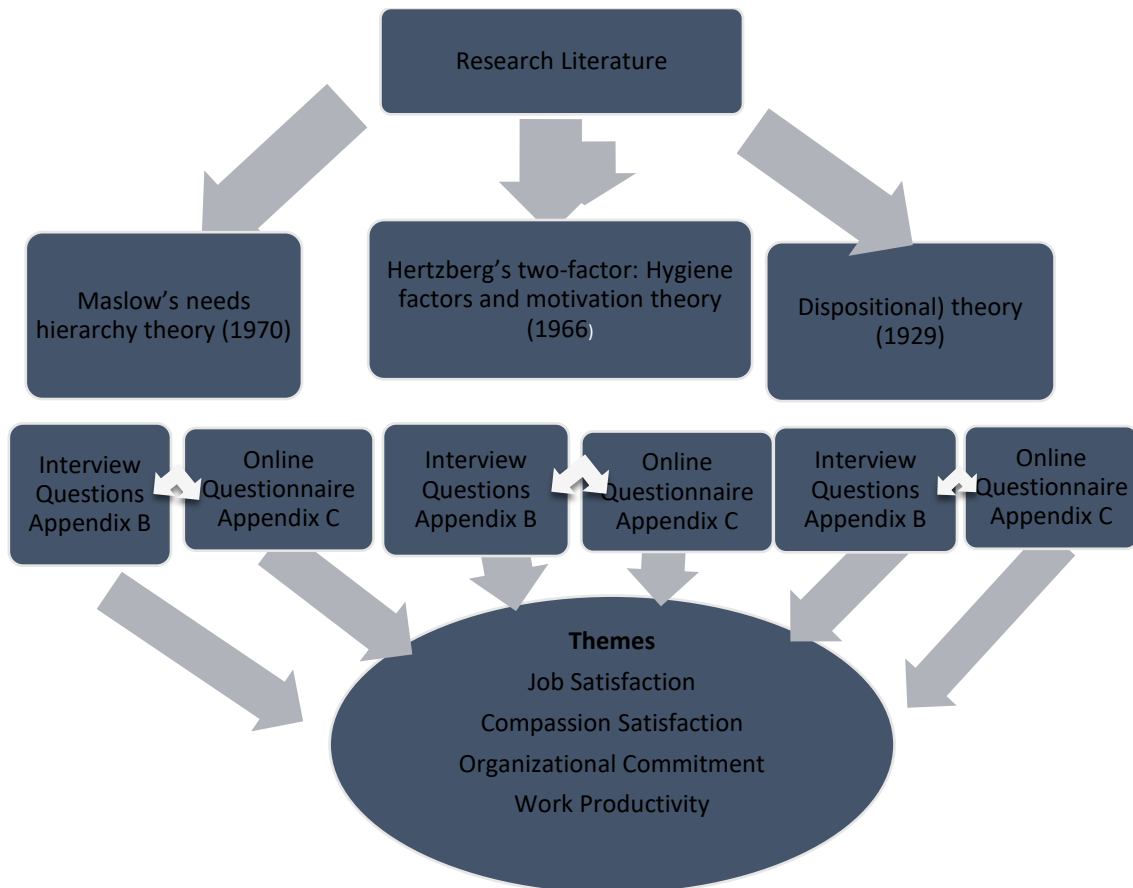 Research Literature
Maslow’s needs
hierarchy theory (1970)
Hertzberg’s two-factor: Hygiene
factors and motivation theory
(1966)
Dispositional) theory
(1929)
Interview
Questions
Appendix B
Online
Questionnaire
Appendix C
Interview
Questions
Appendix B
Online
Questionnaire
Appendix C
Interview
Questions
Appendix B
Online
Questionnaire
Appendix C
Themes
Job Satisfaction
Compassion Satisfaction
Organizational Commitment
Work Productivity